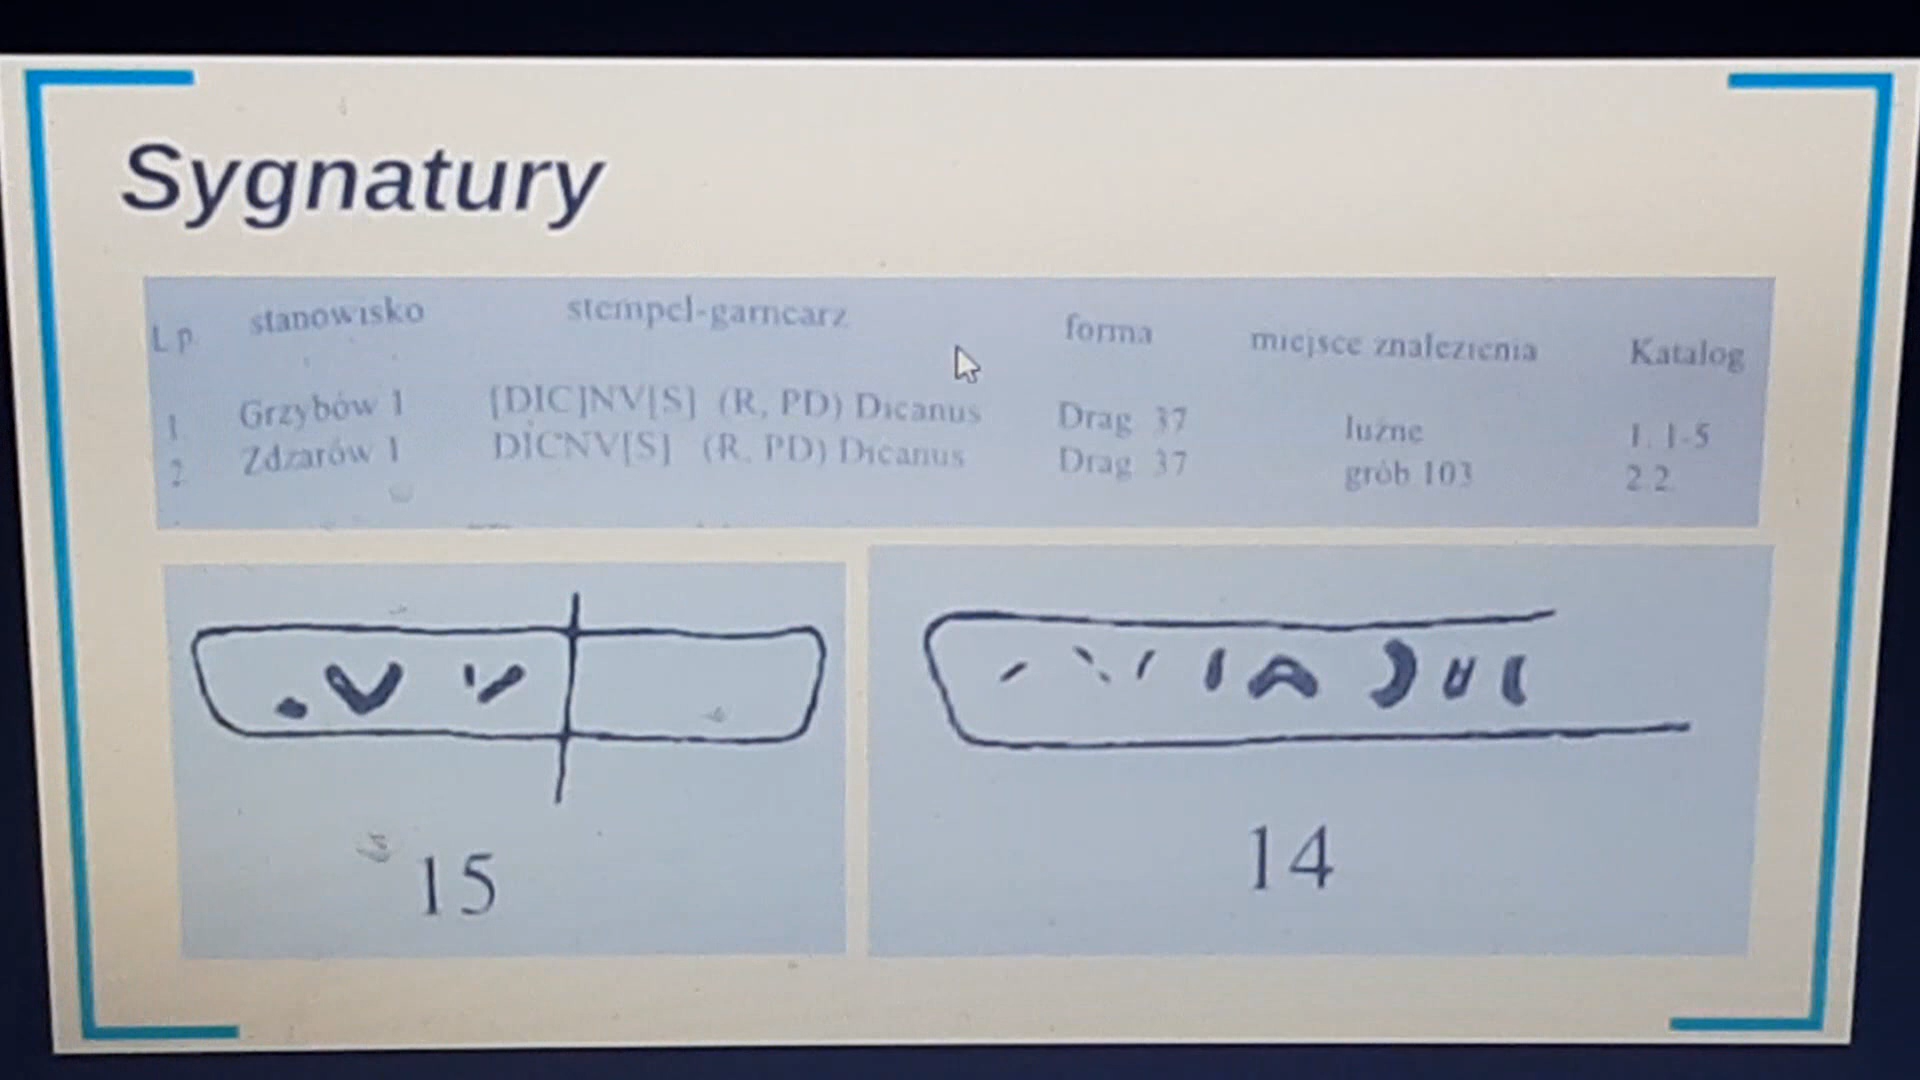 Sygnatury
L.p. stanowisko stempel-garncarz forma miejsce znalezienia Katalog
1. Grzybów 1 [DIC]NV[S] (R, PD) Dicanus Drag. 37 luźne 1. 1-5
2. Zdżarów 1 DICNV[S] (R, PD) Dicanus Drag. 37 grób 103 2.2.
15
14